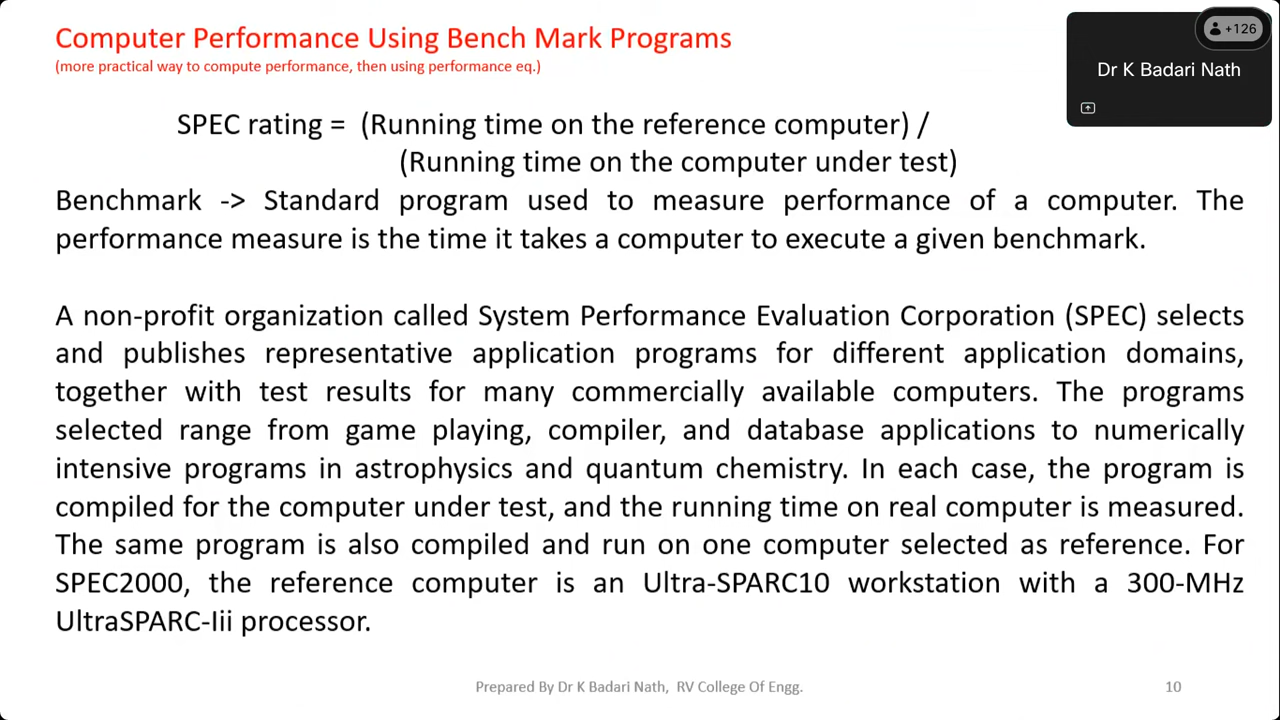 Computer Performance Using Bench Mark Programs
(more practical way to compute performance, then using performance eq.)
+126
Dr K Badari Nath
SPEC rating = (Running time on the reference computer) /
(Running time on the computer under test)
Benchmark -> Standard program used to measure performance of a computer. The
performance measure is the time it takes a computer to execute a given benchmark.
A non-profit organization called System Performance Evaluation Corporation (SPEC) selects
and publishes representative application programs for different application domains,
together with test results for many commercially available computers. The programs
selected range from game playing, compiler, and database applications to numerically
intensive programs in astrophysics and quantum chemistry. In each case, the program is
compiled for the computer under test, and the running time on real computer is measured.
The same program is also compiled and run on one computer selected as reference. For
SPEC2000, the reference computer is an Ultra-SPARC10 workstation with a 300-MHz
UltraSPARC-Iii processor.
Prepared By Dr K Badari Nath, RV College Of Engg.
10